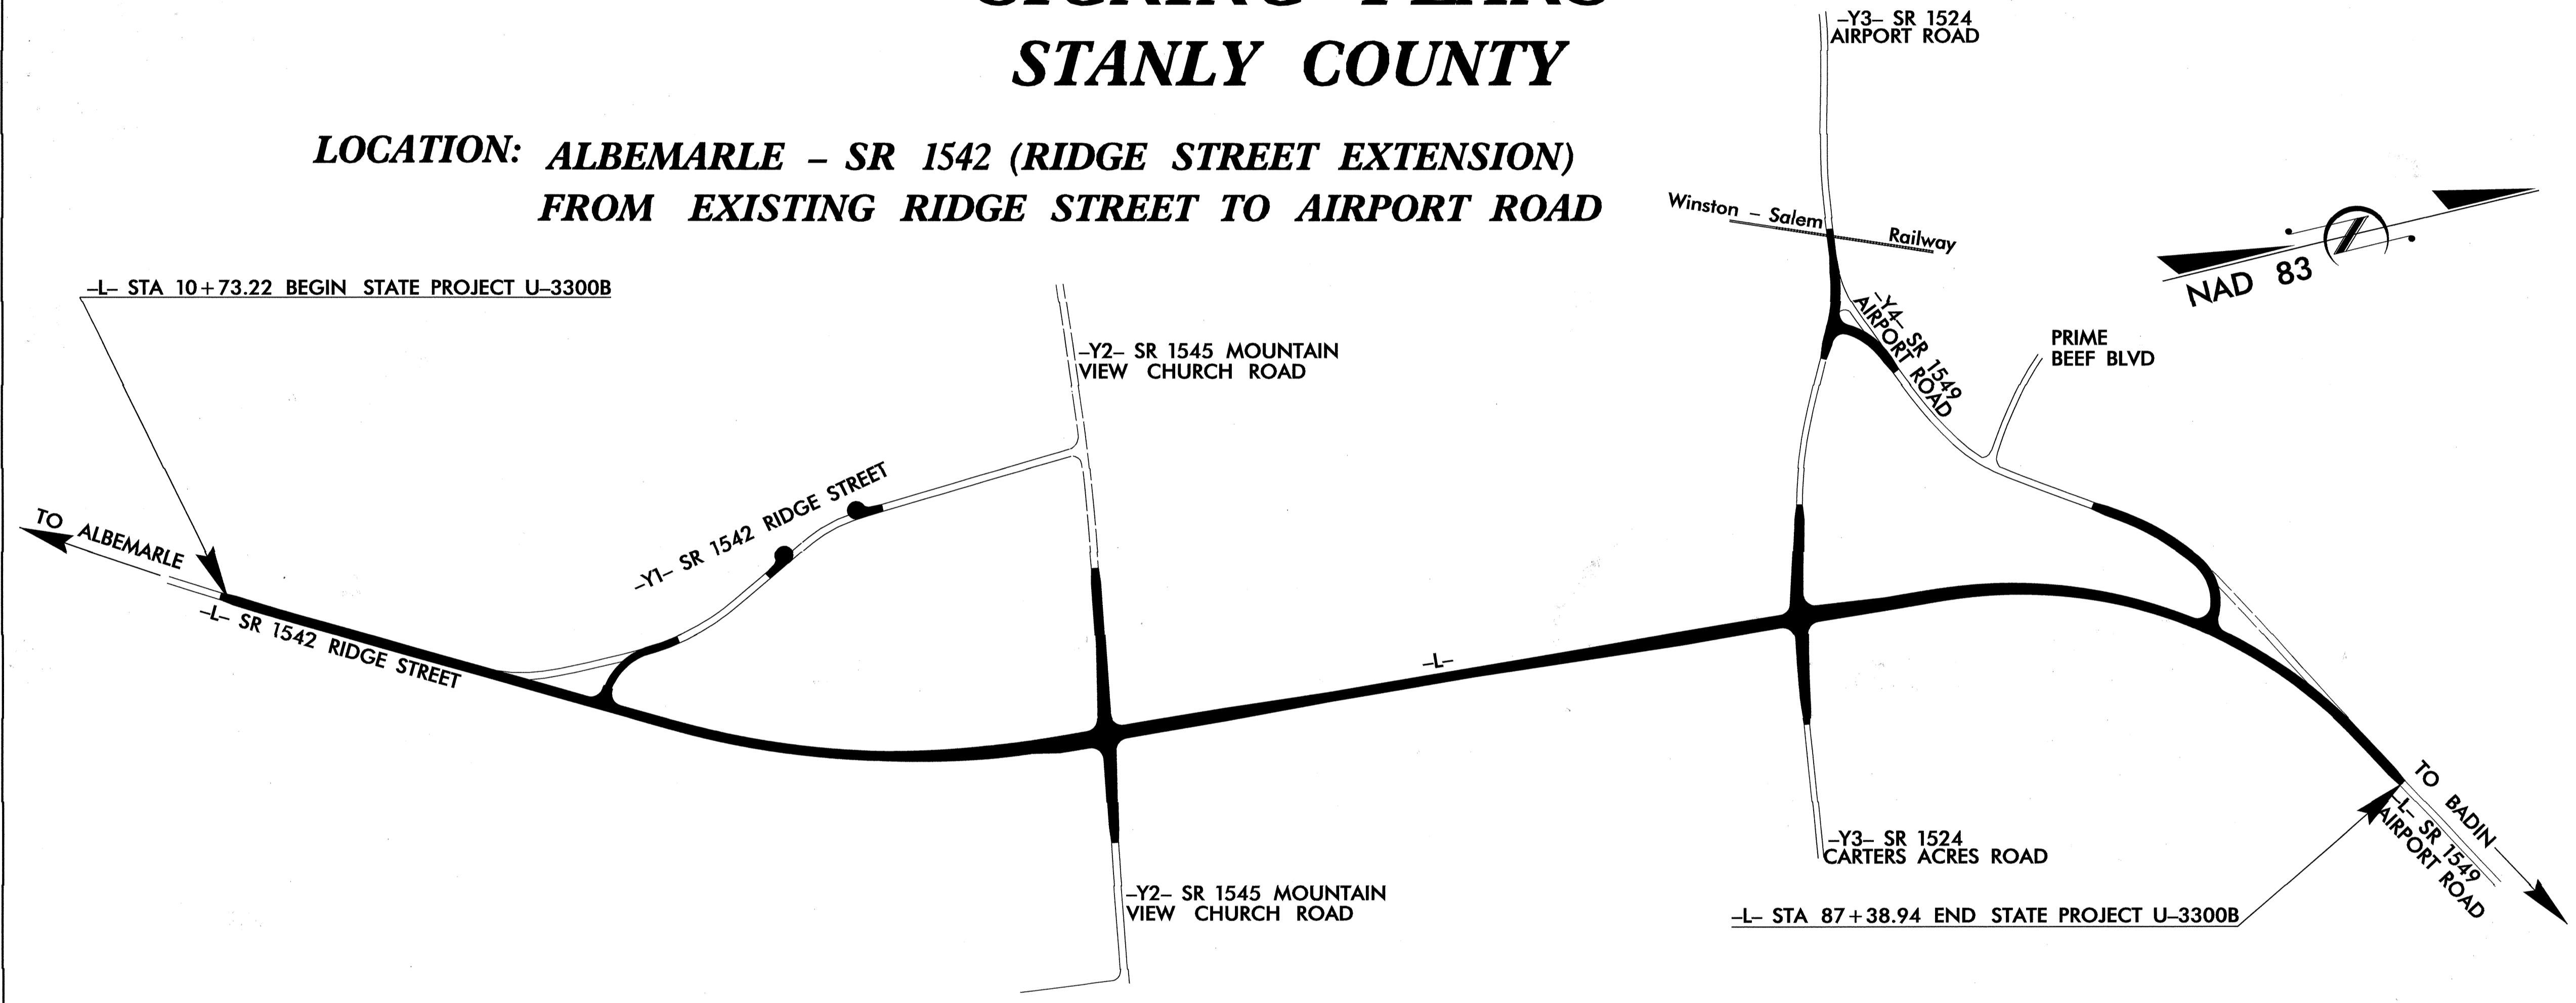 SIGNING PLANS
STANLY COUNTY
LOCATION: ALBEMARLE – SR 1542 (RIDGE STREET EXTENSION)
FROM EXISTING RIDGE STREET TO AIRPORT ROAD
–Y3– SR 1524
AIRPORT ROAD
Winston – Salem Railway
NAD 83
–L– STA 10+73.22 BEGIN STATE PROJECT U–3300B
–Y2– SR 1545 MOUNTAIN
VIEW CHURCH ROAD
–Y4– SR 1549
AIRPORT ROAD
PRIME
BEEF BLVD
TO ALBEMARLE
–Y1– SR 1542 RIDGE STREET
–L– SR 1542 RIDGE STREET
–L–
TO BADIN
–L– SR 1549
AIRPORT ROAD
–Y3– SR 1524
CARTERS ACRES ROAD
–Y2– SR 1545 MOUNTAIN
VIEW CHURCH ROAD
–L– STA 87+38.94 END STATE PROJECT U–3300B